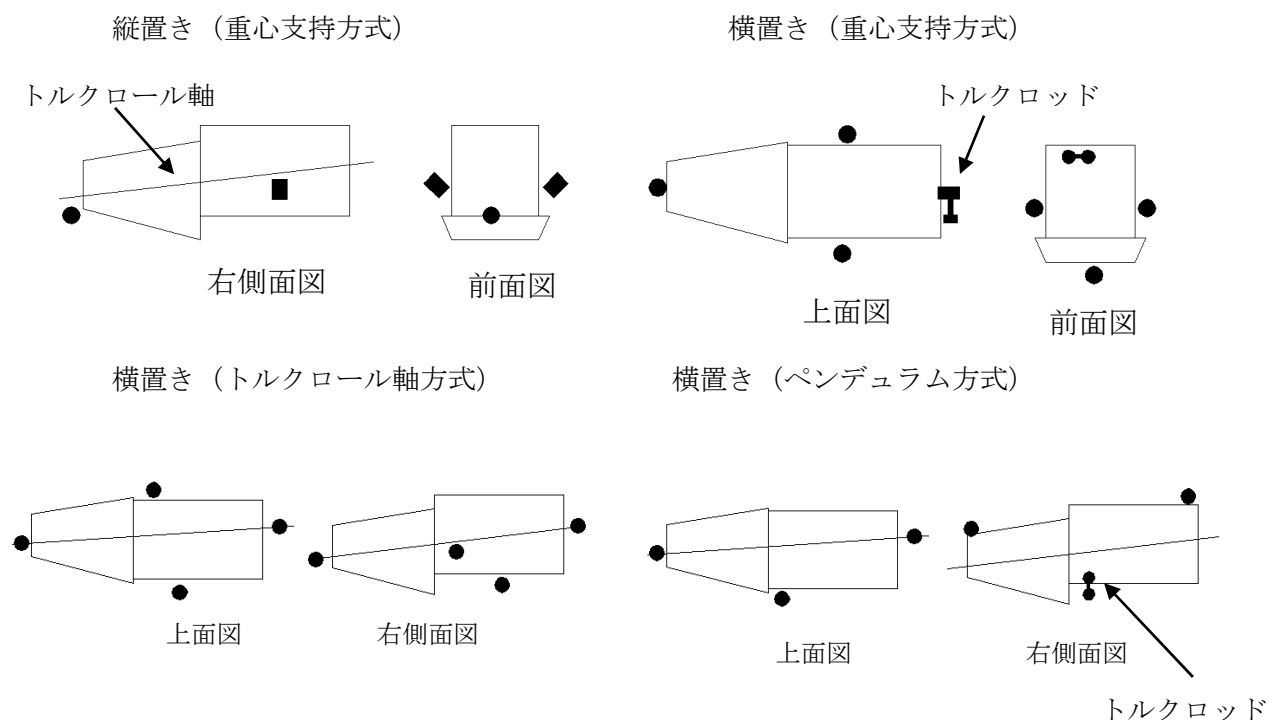 縦置き（重心支持方式）
横置き（重心支持方式）
トルクロール軸
トルクロッド
右側面図
前面図
上面図
前面図
横置き（トルクロール軸方式）
横置き（ペンデュラム方式）
上面図
右側面図
上面図
右側面図
トルクロッド